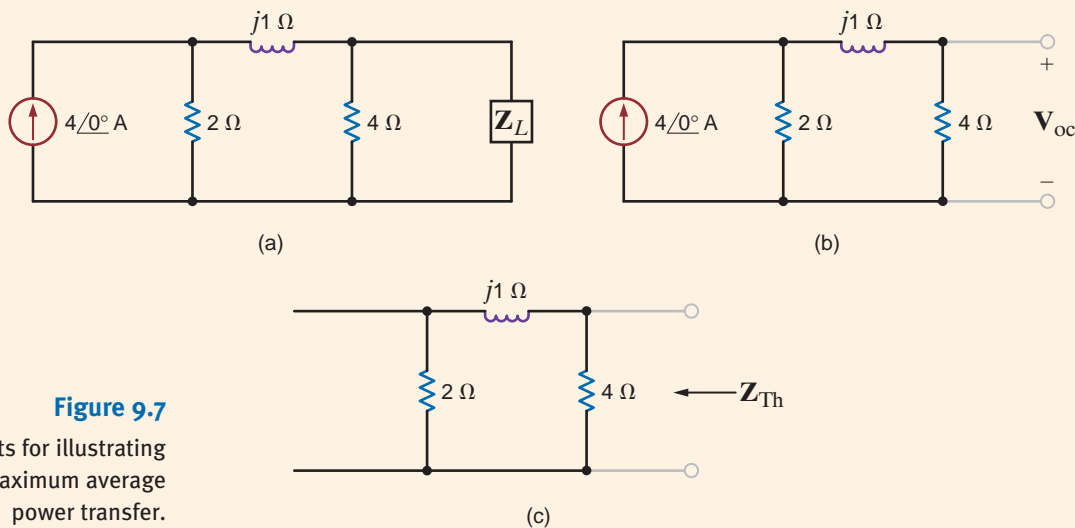 j1 Ω
4/0° A
2 Ω
4 Ω
Z_L
(a)
j1 Ω
4/0° A
2 Ω
4 Ω
+
V_oc
−
(b)
j1 Ω
2 Ω
4 Ω
Z_Th
(c)
Figure 9.7
ts for illustrating
aximum average
power transfer.